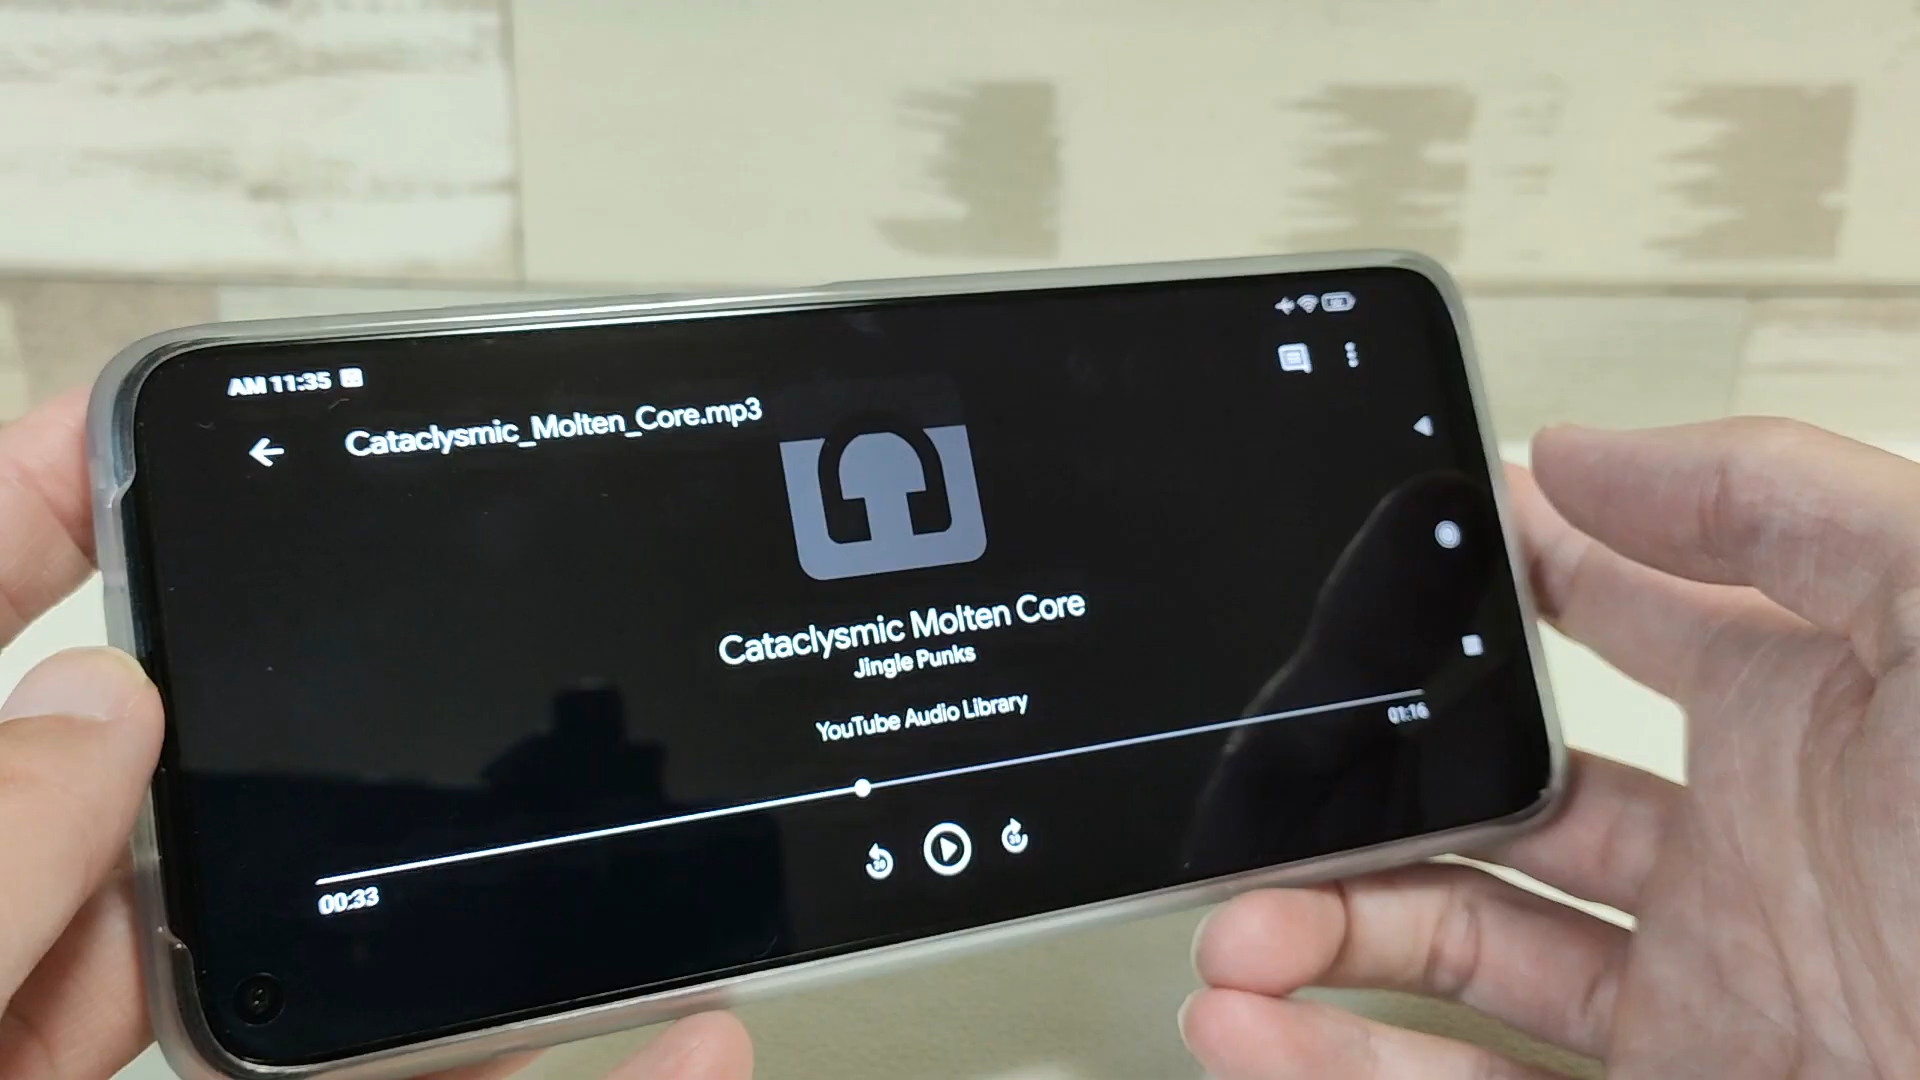 AM 11:35
Cataclysmic_Molten_Core.mp3
Cataclysmic Molten Core
Jingle Punks
YouTube Audio Library
01:16
00:33